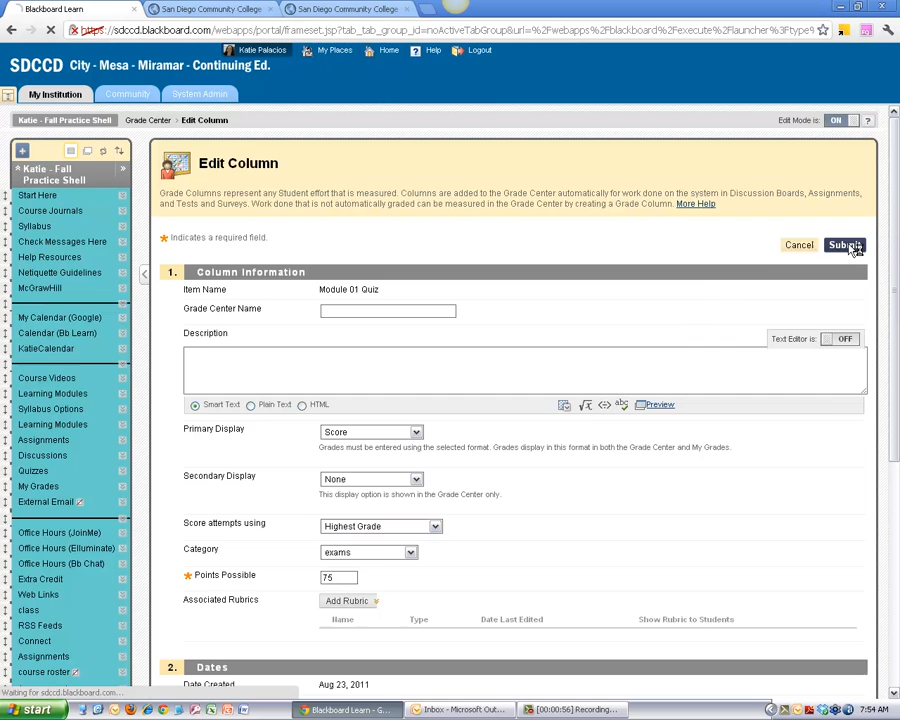 Blackboard Learn
San Diego Community College
San Diego Community College
https://sdccd.blackboard.com/webapps/portal/frameset.jsp?tab_tab_group_id=noActiveTabGroup&url=%2Fwebapps%2Fblackboard%2Fexecute%2Flauncher%3Ftype%
Katie Palacios My Places Home Help Logout
SDCCD City - Mesa - Miramar - Continuing Ed.
My Institution Community System Admin
Katie - Fall Practice Shell Grade Center > Edit Column Edit Mode is: ON ?
Katie - Fall
Practice Shell
Start Here
Course Journals
Syllabus
Check Messages Here
Help Resources
Netiquette Guidelines
McGrawHill
My Calendar (Google)
Calendar (Bb Learn)
KatieCalendar
Course Videos
Learning Modules
Syllabus Options
Learning Modules
Assignments
Discussions
Quizzes
My Grades
External Email
Office Hours (JoinMe)
Office Hours (Elluminate)
Office Hours (Bb Chat)
Extra Credit
Web Links
class
RSS Feeds
Connect
Assignments
course roster
Edit Column
Grade Columns represent any Student effort that is measured. Columns are added to the Grade Center automatically for work done on the system in Discussion Boards, Assignments,
and Tests and Surveys. Work done that is not automatically graded can be measured in the Grade Center by creating a Grade Column. More Help
* Indicates a required field.
Cancel Submit
1. Column Information
Item Name Module 01 Quiz
Grade Center Name
Description
Text Editor is: OFF
Smart Text Plain Text HTML
Preview
Primary Display Score
Grades must be entered using the selected format. Grades display in this format in both the Grade Center and My Grades.
Secondary Display None
This display option is shown in the Grade Center only.
Score attempts using Highest Grade
Category exams
* Points Possible 75
Associated Rubrics Add Rubric
Name Type Date Last Edited Show Rubric to Students
2. Dates
Date Created Aug 23, 2011
Waiting for sdccd.blackboard.com...
start Blackboard Learn - G... Inbox - Microsoft Out... [00:00:56] Recording... 7:54 AM